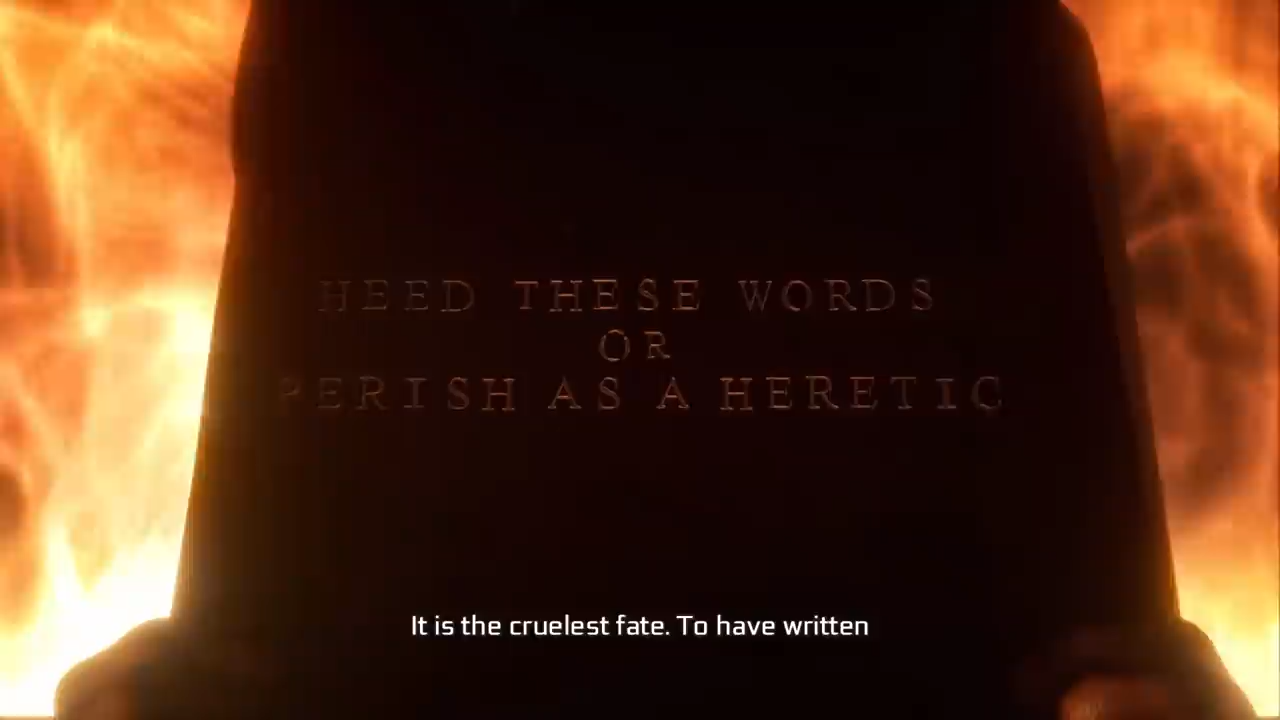 HEED THESE WORDS
OR
PERISH AS A HERETIC
It is the cruelest fate. To have written